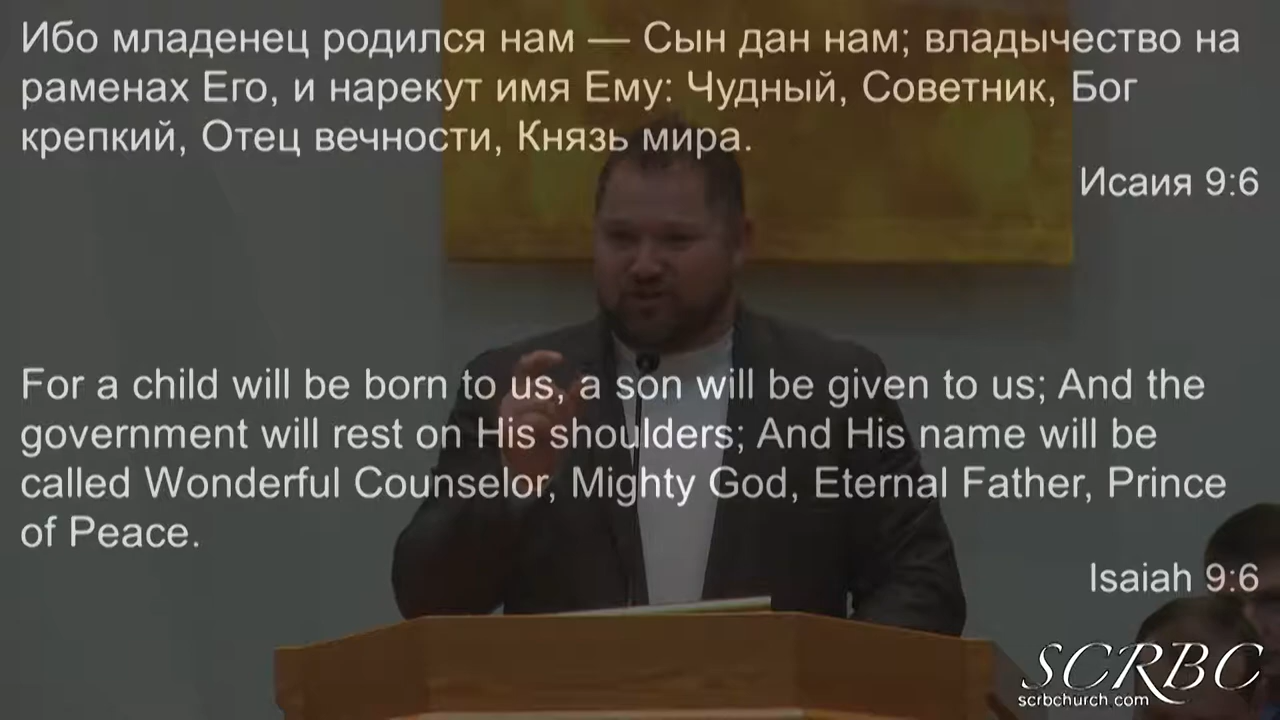 Ибо младенец родился нам — Сын дан нам; владычество на
раменах Его, и нарекут имя Ему: Чудный, Советник, Бог
крепкий, Отец вечности, Князь мира.
Исаия 9:6
For a child will be born to us, a son will be given to us; And the
government will rest on His shoulders; And His name will be
called Wonderful Counselor, Mighty God, Eternal Father, Prince
of Peace.
Isaiah 9:6
SCRBC
scrbchurch.com